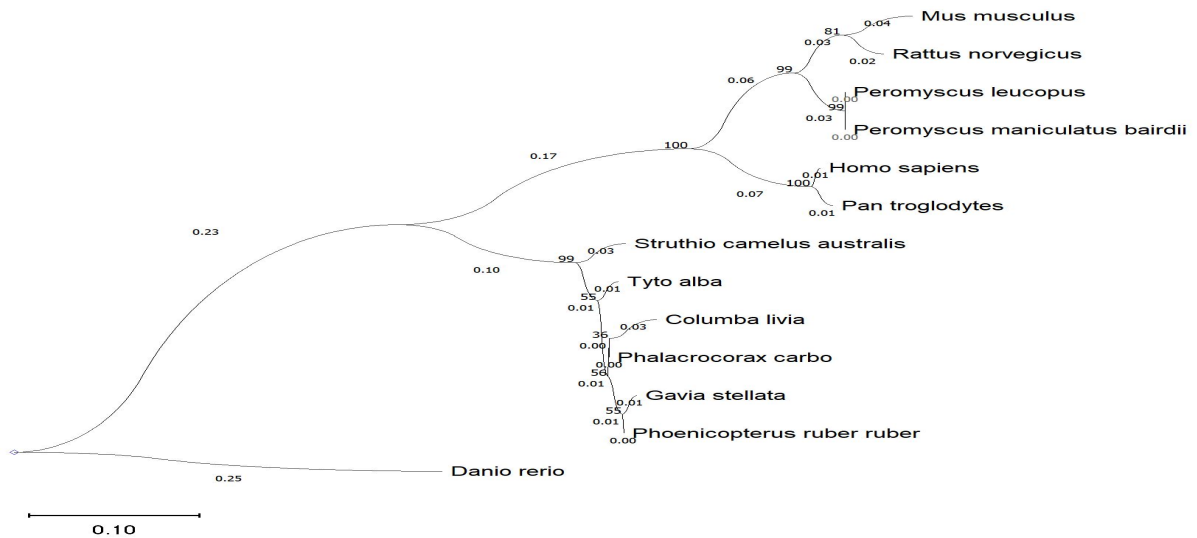 Mus musculus
0.04
81
0.03
Rattus norvegicus
0.02
99
0.06
Peromyscus leucopus
0.00
99
0.03
Peromyscus maniculatus bairdii
0.00
100
0.17
Homo sapiens
0.01
100
0.07
Pan troglodytes
0.01
0.23
Struthio camelus australis
0.03
99
0.10
Tyto alba
0.01
55
0.01
Columba livia
0.03
36
0.00
Phalacrocorax carbo
0.00
56
0.01
Gavia stellata
0.01
55
0.01
Phoenicopterus ruber ruber
0.00
Danio rerio
0.25
0.10